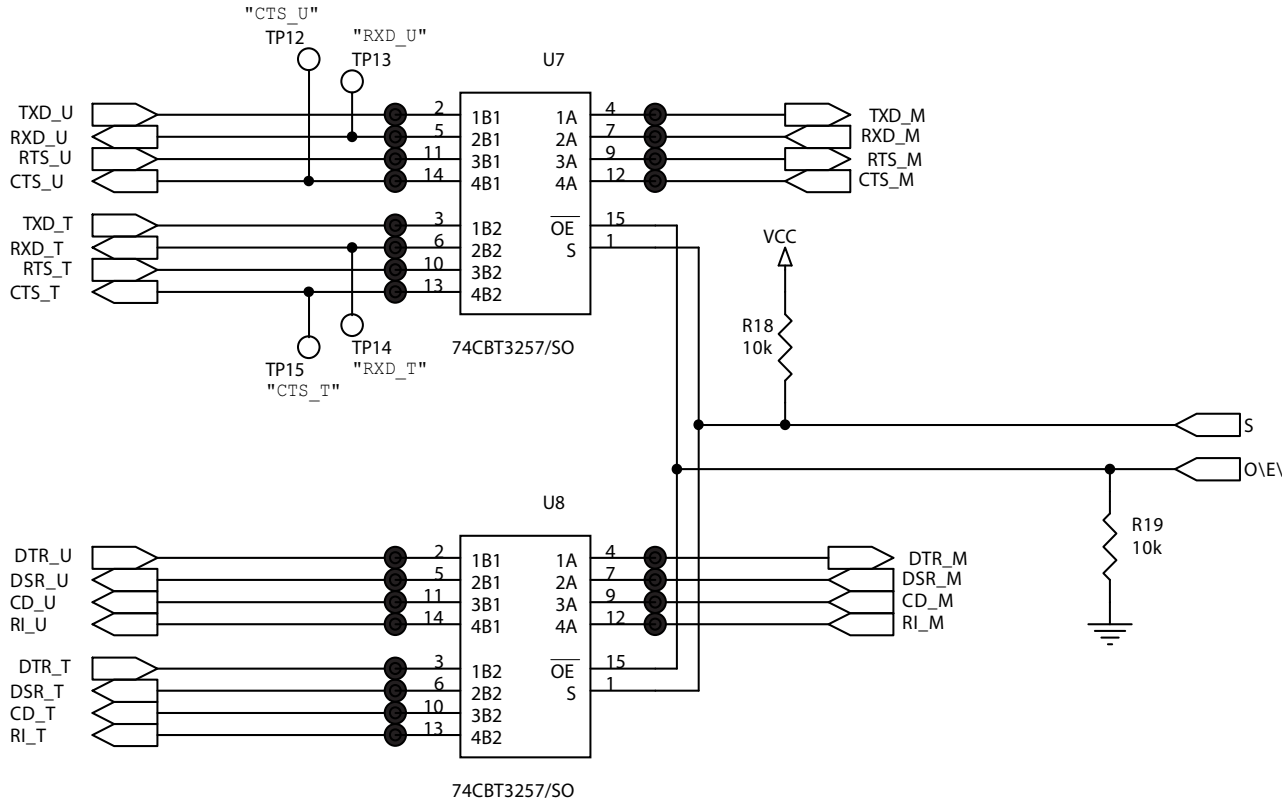 "CTS_U"
TP12
"RXD_U"
TP13
U7
TXD_U 2 1B1 1A 4 TXD_M
RXD_U 5 2B1 2A 7 RXD_M
RTS_U 11 3B1 3A 9 RTS_M
CTS_U 14 4B1 4A 12 CTS_M
TXD_T 3 1B2 OE 15
RXD_T 6 2B2 S 1
RTS_T 10 3B2
CTS_T 13 4B2
VCC
R18
10k
TP14
"RXD_T"
TP15
"CTS_T"
74CBT3257/SO
S
O\E\
R19
10k
U8
DTR_U 2 1B1 1A 4 DTR_M
DSR_U 5 2B1 2A 7 DSR_M
CD_U 11 3B1 3A 9 CD_M
RI_U 14 4B1 4A 12 RI_M
DTR_T 3 1B2 OE 15
DSR_T 6 2B2 S 1
CD_T 10 3B2
RI_T 13 4B2
74CBT3257/SO